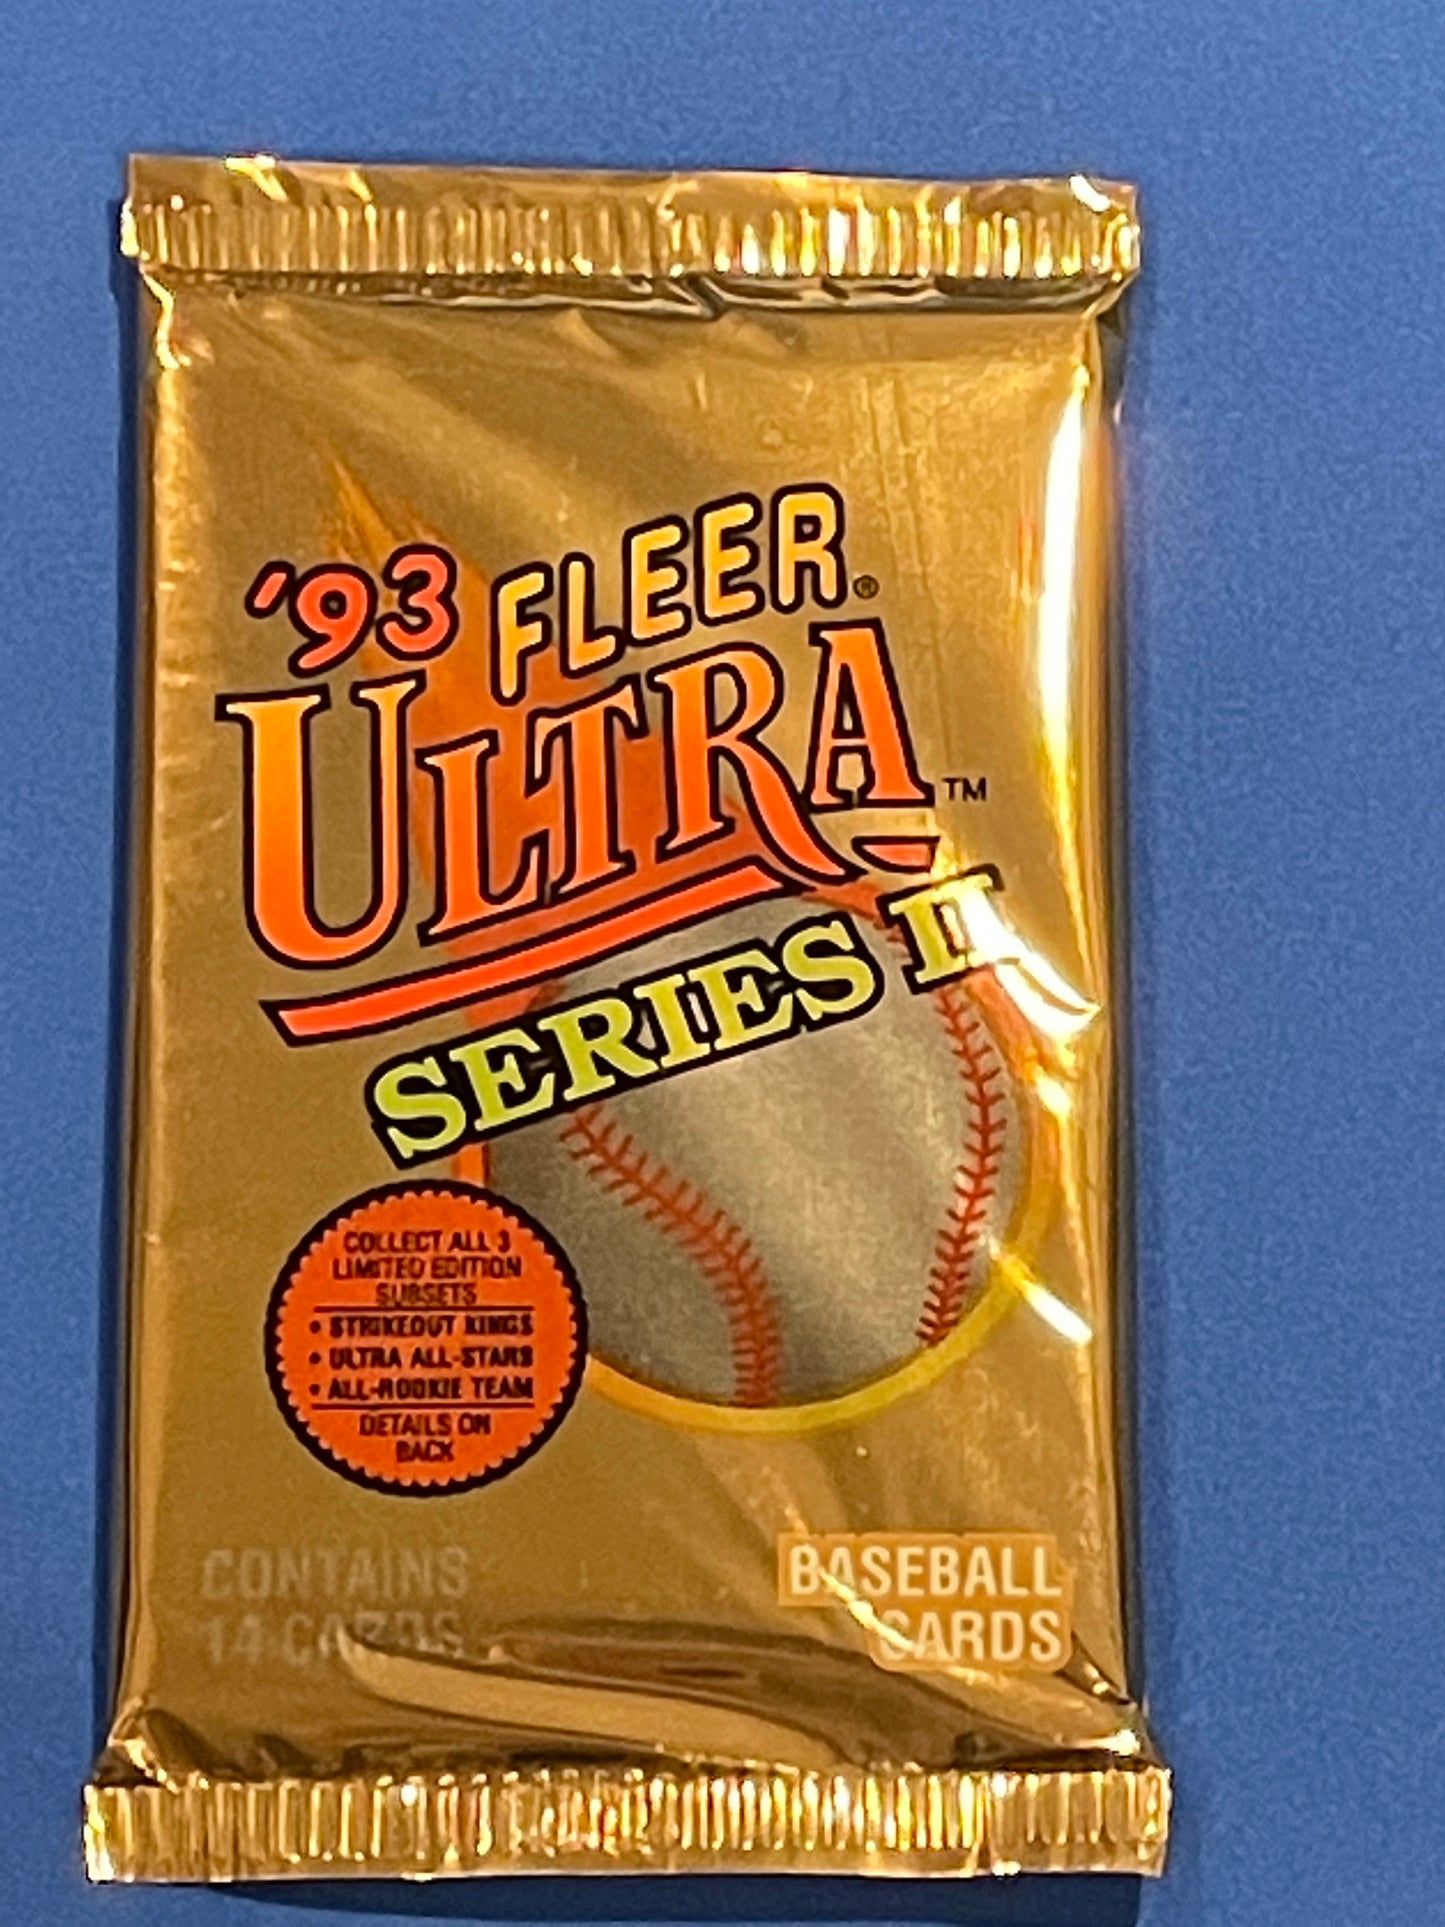 '93 FLEER®
ULTRA™
SERIES II
COLLECT ALL 3
LIMITED EDITION
SUBSETS
• STRIKEOUT KINGS
• ULTRA ALL-STARS
• ALL-ROOKIE TEAM
DETAILS ON
BACK
CONTAINS
14 CARDS
BASEBALL
CARDS